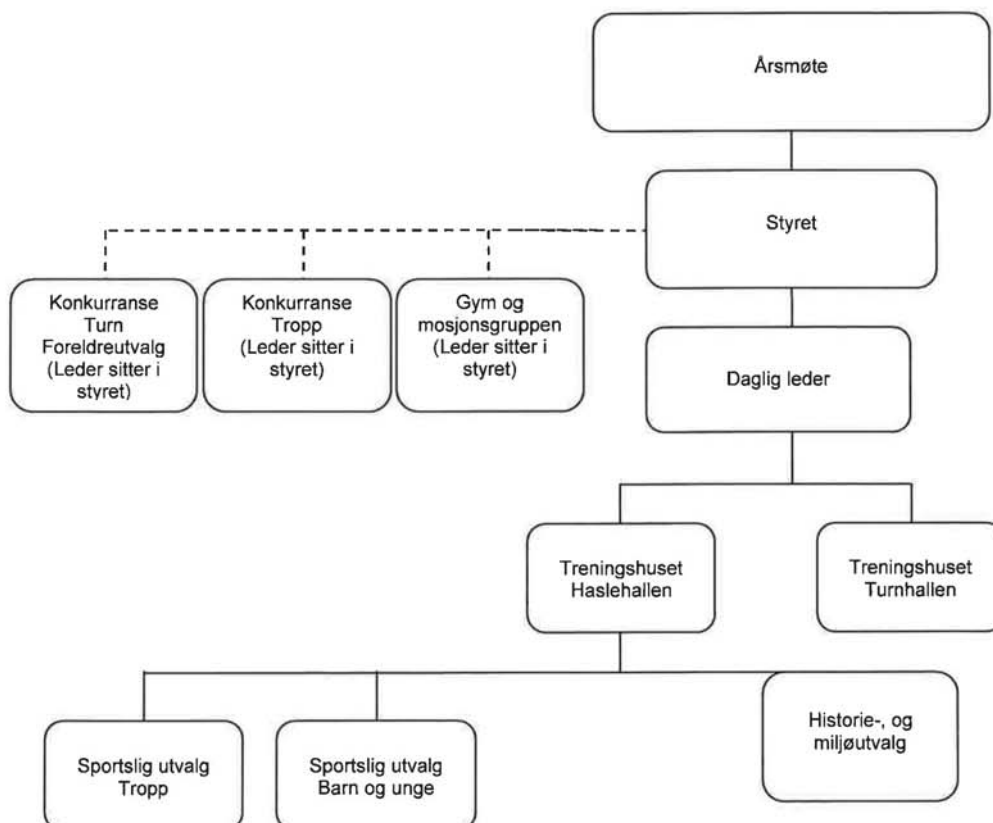 Årsmøte
Styret
Konkurranse
Turn
Foreldreutvalg
(Leder sitter i
styret)
Konkurranse
Tropp
(Leder sitter i
styret)
Gym og
mosjonsgruppen
(Leder sitter i
styret)
Daglig leder
Treningshuset
Haslehallen
Treningshuset
Turnhallen
Sportslig utvalg
Tropp
Sportslig utvalg
Barn og unge
Historie-, og
miljøutvalg